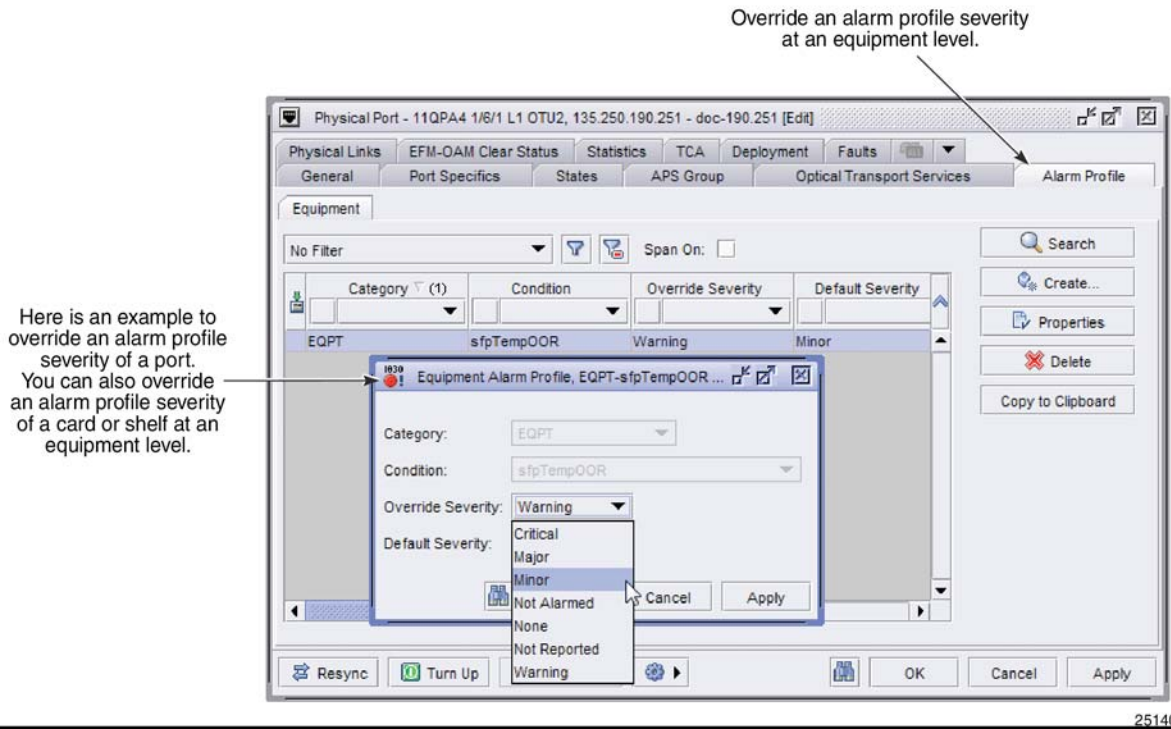 Override an alarm profile severity
at an equipment level.
Physical Port - 11QPA4 1/6/1 L1 OTU2, 135.250.190.251 - doc-190.251 [Edit]
Physical Links EFM-OAM Clear Status Statistics TCA Deployment Faults
General Port Specifics States APS Group Optical Transport Services Alarm Profile
Equipment
No Filter Span On: Search
Category (1) Condition Override Severity Default Severity Create...
Properties
EQPT sfpTempOOR Warning Minor
Delete
Copy to Clipboard
Here is an example to
override an alarm profile
severity of a port.
You can also override
an alarm profile severity
of a card or shelf at an
equipment level.
Equipment Alarm Profile, EQPT-sfpTempOOR ...
Category: EQPT
Condition: sfpTempOOR
Override Severity: Warning
Default Severity:
Critical
Major
Minor
Not Alarmed
None
Not Reported
Warning
Cancel Apply
Resync Turn Up OK Cancel Apply